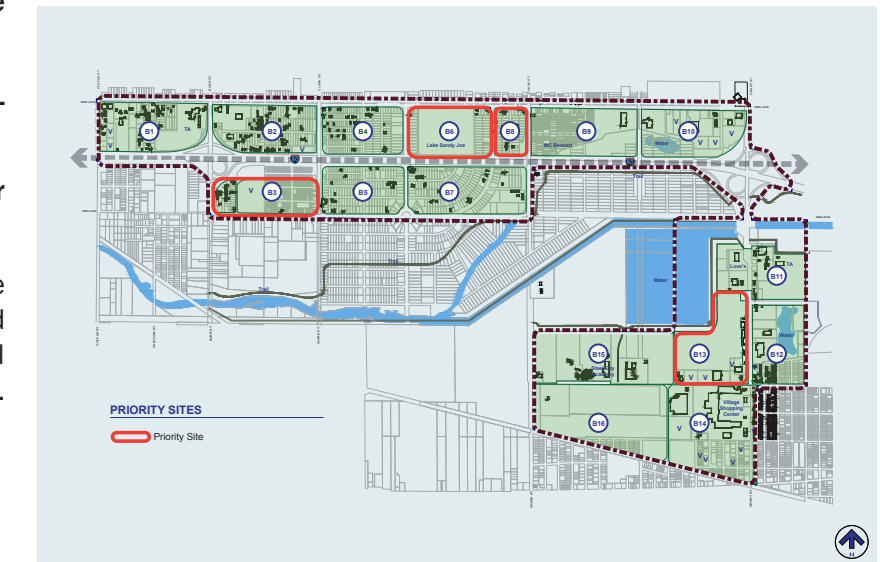 e
-
r
e
d
l
-
B1
TA
B2
B4
B6
B8
B9
B10
V
V
V
V
V
V
Lake Sandy Joe
MC Bennett
Water
Trail
B3
V
B5
B7
Trail
Trail
Water
Love's
TA
B11
Water
B12
B13
V
V
V
B15
B16
B14
Village
Shopping
Center
V
V
V
V
V
PRIORITY SITES
Priority Site
N